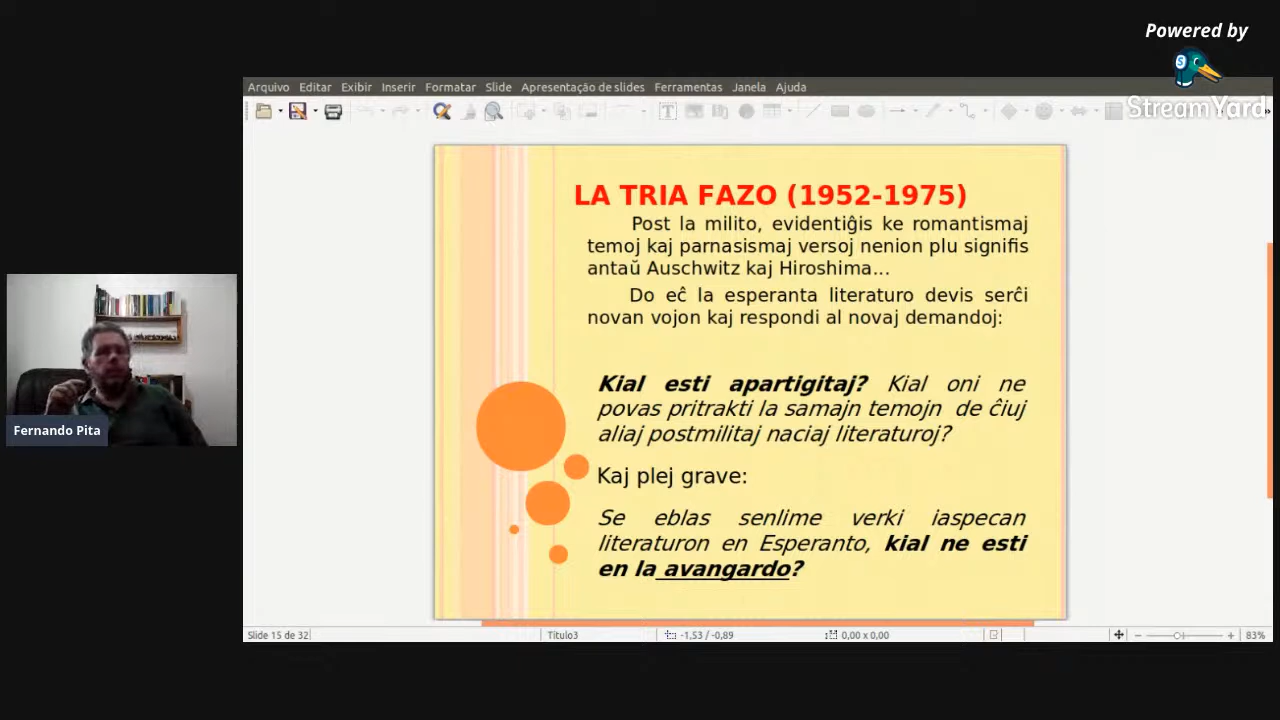 Powered by
StreamYard
Arquivo Editar Exibir Inserir Formatar Slide Apresentação de slides Ferramentas Janela Ajuda
LA TRIA FAZO (1952-1975)
Post la milito, evidentiĝis ke romantismaj
temoj kaj parnasismaj versoj nenion plu signifis
antaŭ Auschwitz kaj Hiroshima...
Do eĉ la esperanta literaturo devis serĉi
novan vojon kaj respondi al novaj demandoj:
Kial esti apartigitaj? Kial oni ne
povas pritrakti la samajn temojn de ĉiuj
aliaj postmilitaj naciaj literaturoj?
Kaj plej grave:
Se eblas senlime verki iaspecan
literaturon en Esperanto, kial ne esti
en la avangardo?
Fernando Pita
Slide 15 de 32 Título3 -1,53 / -0,89 0,00 x 0,00 83%